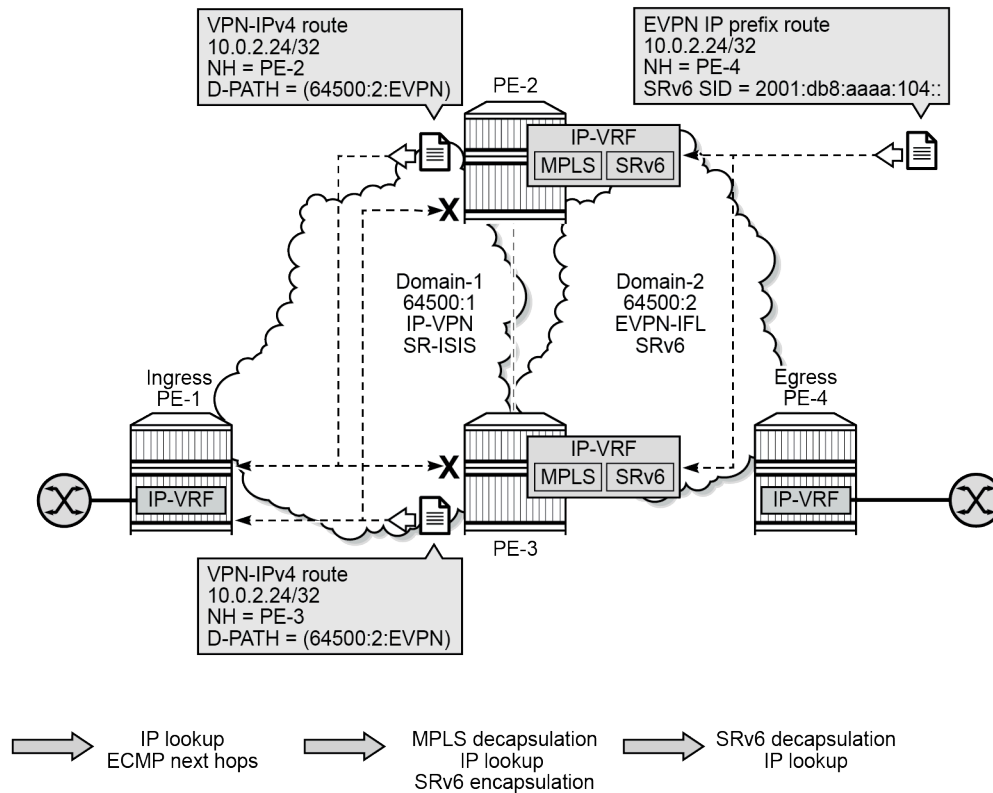 VPN-IPv4 route
10.0.2.24/32
NH = PE-2
D-PATH = (64500:2:EVPN)
PE-2
EVPN IP prefix route
10.0.2.24/32
NH = PE-4
SRv6 SID = 2001:db8:aaaa:104::
IP-VRF
MPLS
SRv6
X
Domain-1
64500:1
IP-VPN
SR-ISIS
Domain-2
64500:2
EVPN-IFL
SRv6
Ingress
PE-1
IP-VRF
X
IP-VRF
MPLS
SRv6
PE-3
Egress
PE-4
IP-VRF
VPN-IPv4 route
10.0.2.24/32
NH = PE-3
D-PATH = (64500:2:EVPN)
IP lookup
ECMP next hops
MPLS decapsulation
IP lookup
SRv6 encapsulation
SRv6 decapsulation
IP lookup